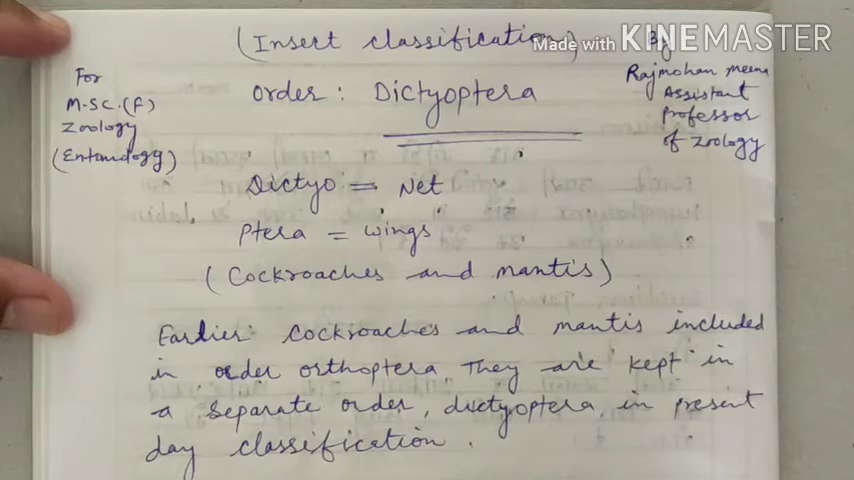 (Insect classification) By
Made with KINEMASTER
Rajmohan meena
Assistant
professor
of zoology
For
M.SC.(F)
Zoology
(Entomology)
order: Dictyoptera
Dictyo = Net
Ptera = wings
(Cockroaches and mantis)
Earlier: cockroaches and mantis included
in order orthoptera. They are kept in
a separate order, dictyoptera, in present
day classification.